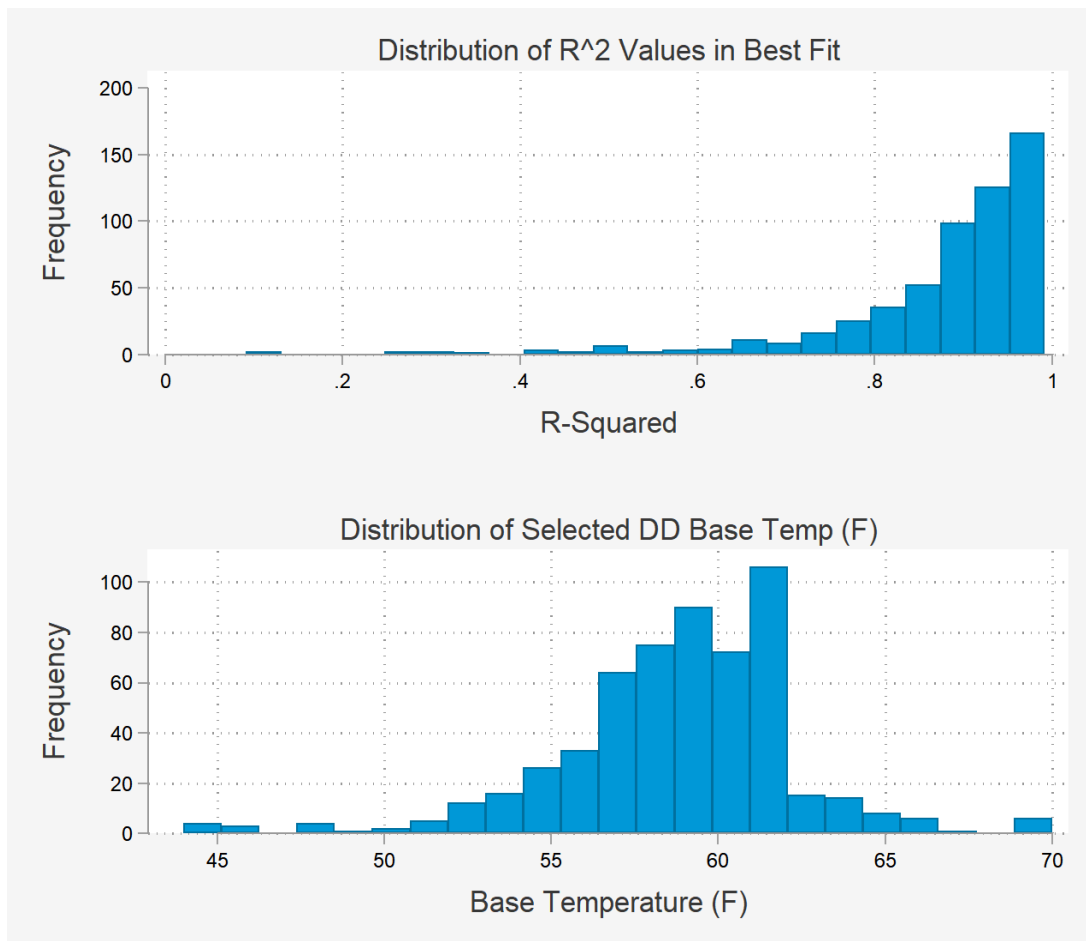 Distribution of R^2 Values in Best Fit
200
150
100
50
0
Frequency
0 .2 .4 .6 .8 1
R-Squared
Distribution of Selected DD Base Temp (F)
100
80
60
40
20
0
Frequency
45 50 55 60 65 70
Base Temperature (F)